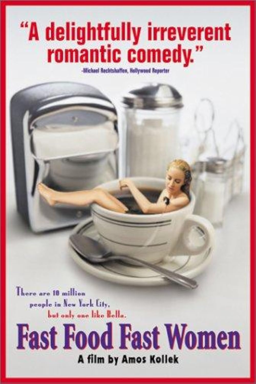 "A delightfully irreverent
romantic comedy."
-Michael Rechtshaffen, Hollywood Reporter
There are 10 million
people in New York City,
but only one like Bella.
Fast Food Fast Women
A film by Amos Kollek